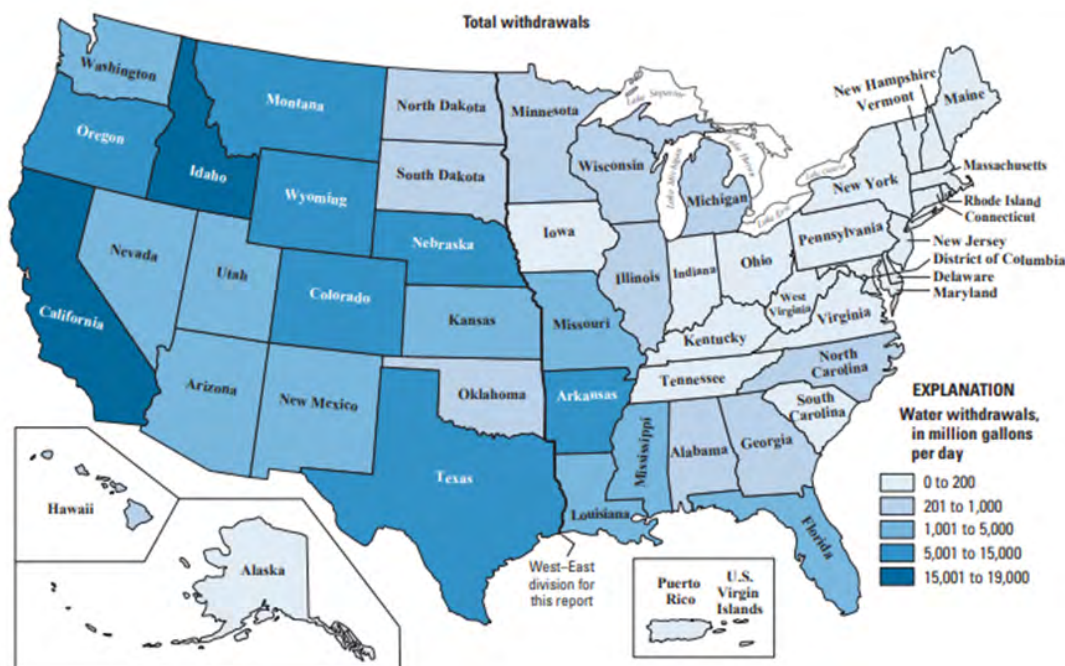 Total withdrawals
Washington
Oregon
California
Idaho
Nevada
Montana
Wyoming
Utah
Colorado
Arizona
New Mexico
North Dakota
South Dakota
Nebraska
Kansas
Oklahoma
Texas
Minnesota
Iowa
Missouri
Arkansas
Louisiana
Wisconsin
Illinois
Mississippi
Lake Superior
Lake Michigan
Lake Huron
Lake Erie
Michigan
Indiana
Ohio
Kentucky
Tennessee
Alabama
Georgia
Florida
West
Virginia
Virginia
North
Carolina
South
Carolina
Pennsylvania
New York
New Hampshire
Vermont
Maine
Massachusetts
Rhode Island
Connecticut
New Jersey
District of Columbia
Delaware
Maryland
Hawaii
Alaska
West–East
division for
this report
Puerto
Rico
U.S.
Virgin
Islands
EXPLANATION
Water withdrawals,
in million gallons
per day
0 to 200
201 to 1,000
1,001 to 5,000
5,001 to 15,000
15,001 to 19,000